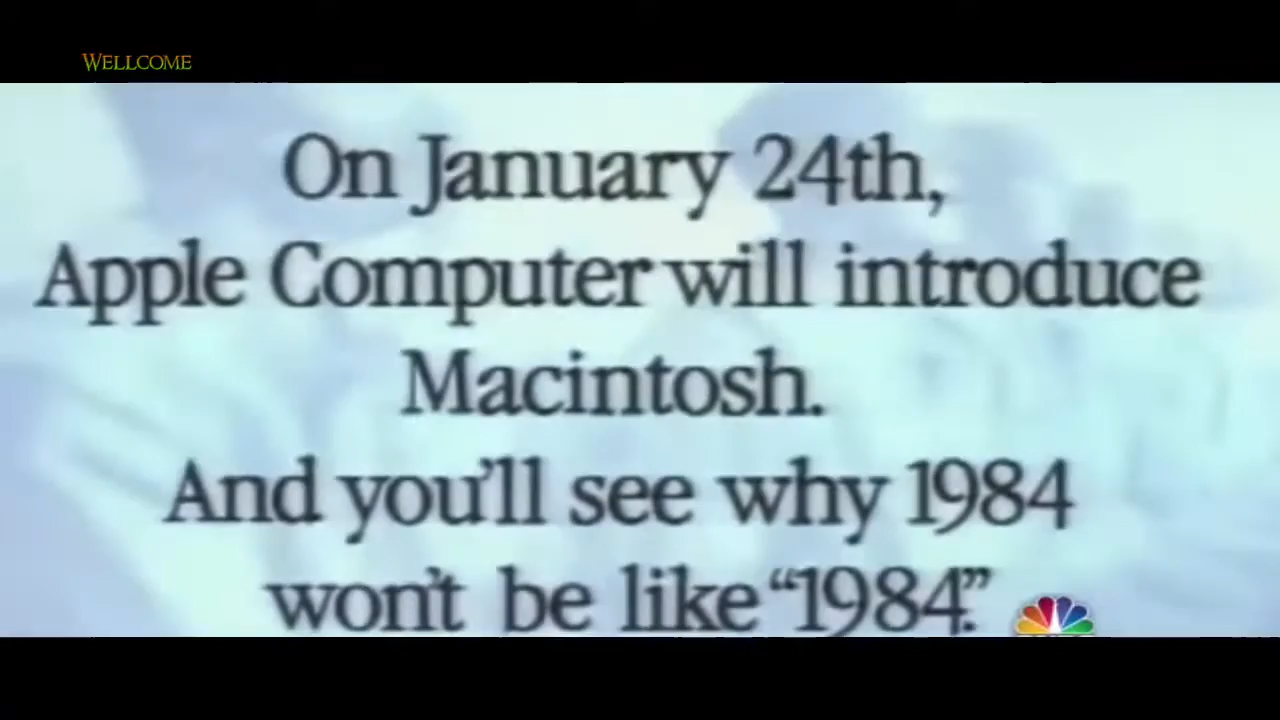 WELLCOME
On January 24th,
Apple Computer will introduce
Macintosh.
And you'll see why 1984
won't be like “1984.”